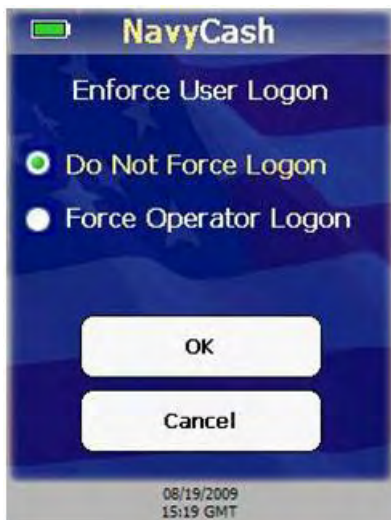 NavyCash
Enforce User Logon
Do Not Force Logon
Force Operator Logon
OK
Cancel
08/19/2009
15:19 GMT